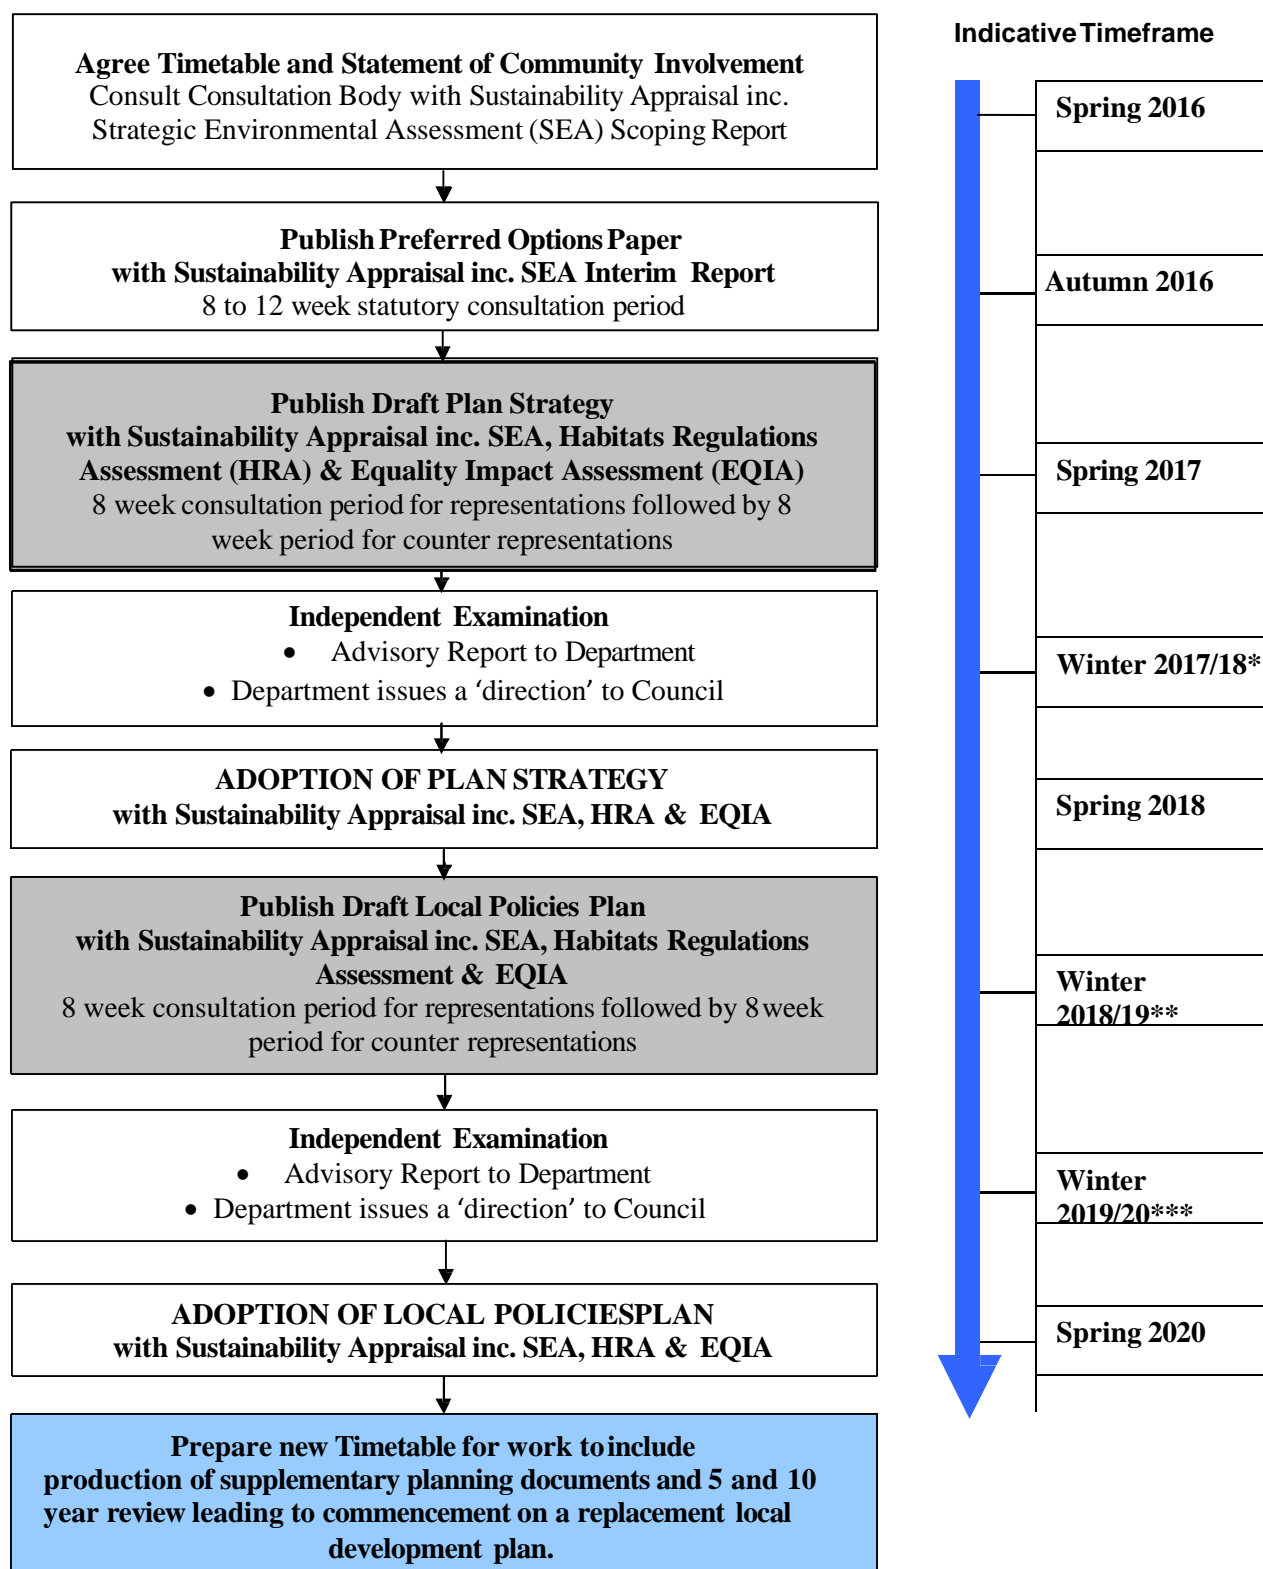 Agree Timetable and Statement of Community Involvement
Consult Consultation Body with Sustainability Appraisal inc.
Strategic Environmental Assessment (SEA) Scoping Report
Publish Preferred Options Paper
with Sustainability Appraisal inc. SEA Interim Report
8 to 12 week statutory consultation period
Publish Draft Plan Strategy
with Sustainability Appraisal inc. SEA, Habitats Regulations
Assessment (HRA) & Equality Impact Assessment (EQIA)
8 week consultation period for representations followed by 8
week period for counter representations
Independent Examination
• Advisory Report to Department
• Department issues a ‘direction’ to Council
ADOPTION OF PLAN STRATEGY
with Sustainability Appraisal inc. SEA, HRA & EQIA
Publish Draft Local Policies Plan
with Sustainability Appraisal inc. SEA, Habitats Regulations
Assessment & EQIA
8 week consultation period for representations followed by 8 week
period for counter representations
Independent Examination
• Advisory Report to Department
• Department issues a ‘direction’ to Council
ADOPTION OF LOCAL POLICIESPLAN
with Sustainability Appraisal inc. SEA, HRA & EQIA
Prepare new Timetable for work to include
production of supplementary planning documents and 5 and 10
year review leading to commencement on a replacement local
development plan.
Indicative Timeframe
Spring 2016
Autumn 2016
Spring 2017
Winter 2017/18*
Spring 2018
Winter
2018/19**
Winter
2019/20***
Spring 2020